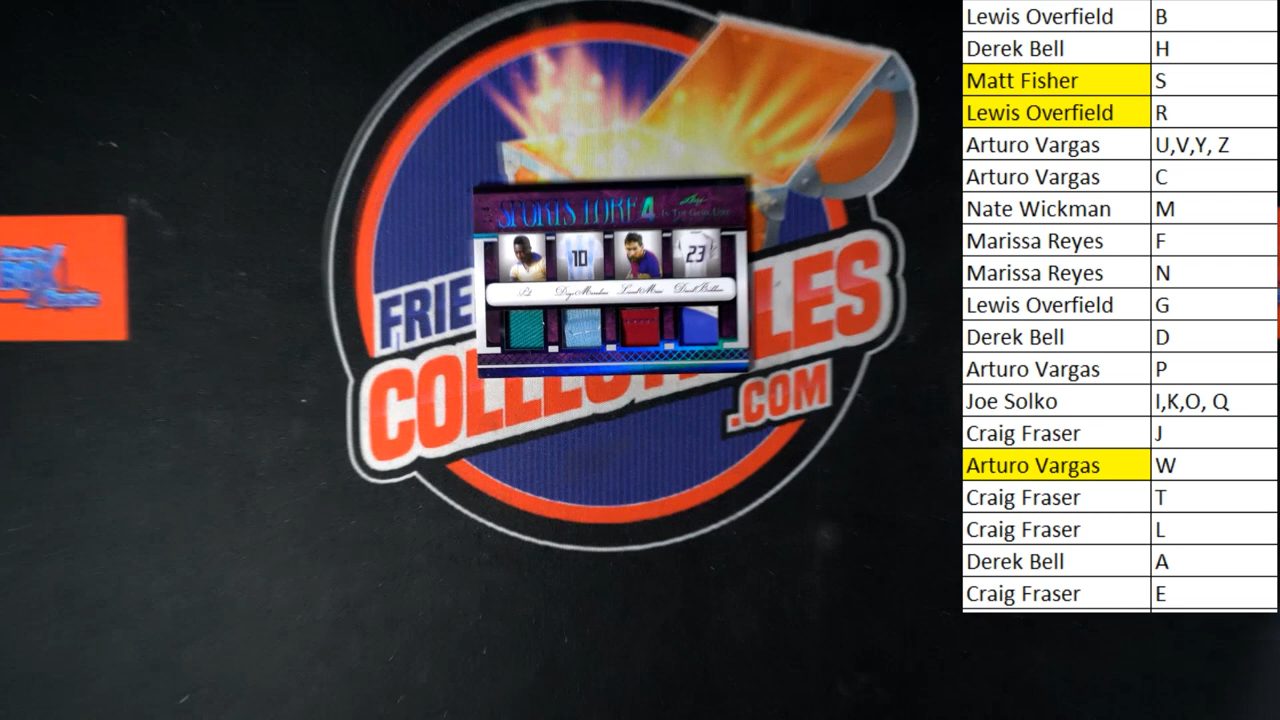 SPORTS LORE 4
10
23
FRIE
COLLECT LES
.COM
Lewis Overfield B
Derek Bell H
Matt Fisher S
Lewis Overfield R
Arturo Vargas U,V,Y, Z
Arturo Vargas C
Nate Wickman M
Marissa Reyes F
Marissa Reyes N
Lewis Overfield G
Derek Bell D
Arturo Vargas P
Joe Solko I,K,O, Q
Craig Fraser J
Arturo Vargas W
Craig Fraser T
Craig Fraser L
Derek Bell A
Craig Fraser E